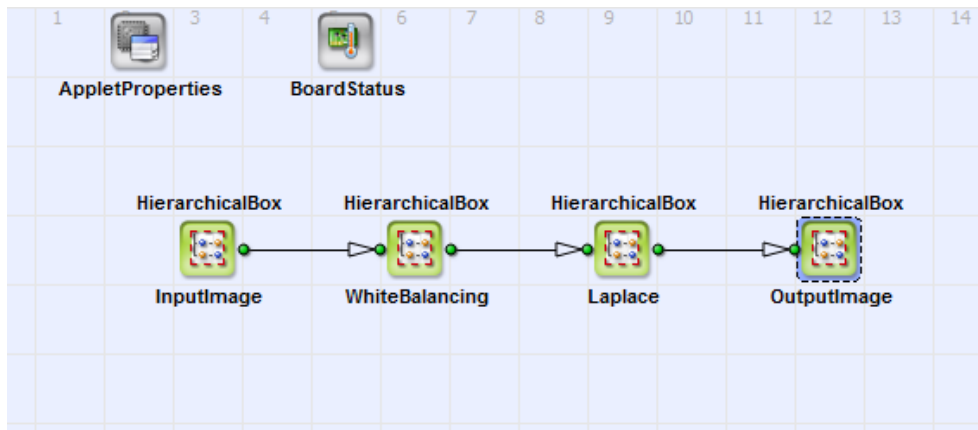 1 3 4 6 7 8 9 10 11 12 13 14
AppletProperties BoardStatus
HierarchicalBox HierarchicalBox HierarchicalBox HierarchicalBox
InputImage WhiteBalancing Laplace OutputImage